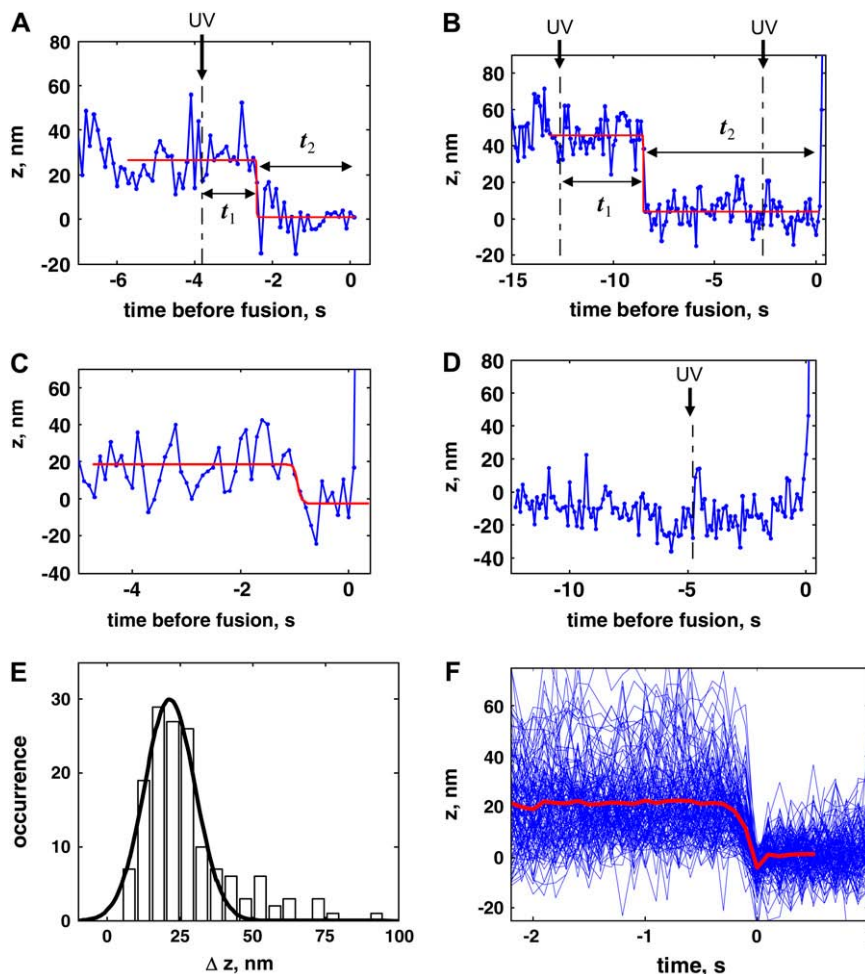 A
UV
z, nm
80
60
40
20
0
-20
t2
t1
-6
-4
-2
0
time before fusion, s
B
UV
UV
z, nm
80
60
40
20
0
-20
t2
t1
-15
-10
-5
0
time before fusion, s
C
z, nm
60
40
20
0
-20
-40
-4
-2
0
time before fusion, s
D
UV
z, nm
80
60
40
20
0
-20
-40
-10
-5
0
time before fusion, s
E
occurrence
30
20
10
0
0
25
50
75
100
Δ z, nm
F
z, nm
80
60
40
20
0
-20
-2
-1
0
time, s